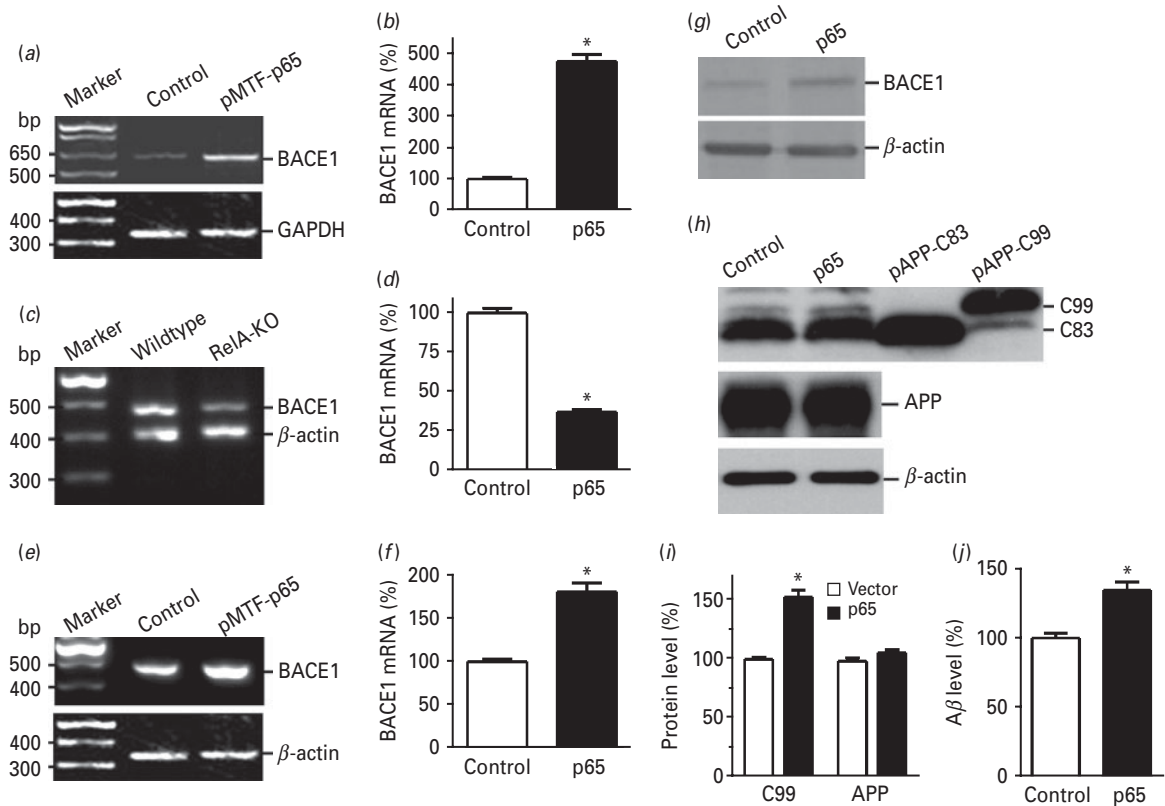 (a)
Marker
Control
pMTF-p65
bp
650
500
BACE1
400
300
GAPDH
(b)
BACE1 mRNA (%)
500
400
300
200
100
0
Control
p65
*
(c)
Marker
Wildtype
RelA-KO
bp
500
400
300
BACE1
β-actin
(d)
BACE1 mRNA (%)
100
75
50
25
0
Control
p65
*
(e)
Marker
Control
pMTF-p65
bp
500
400
BACE1
400
300
β-actin
(f)
BACE1 mRNA (%)
200
150
100
50
0
Control
p65
*
(g)
Control
p65
BACE1
β-actin
(h)
Control
p65
pAPP-C83
pAPP-C99
C99
C83
APP
β-actin
(i)
Protein level (%)
150
100
50
0
*
Vector
p65
C99
APP
(j)
Aβ level (%)
150
100
50
0
*
Control
p65